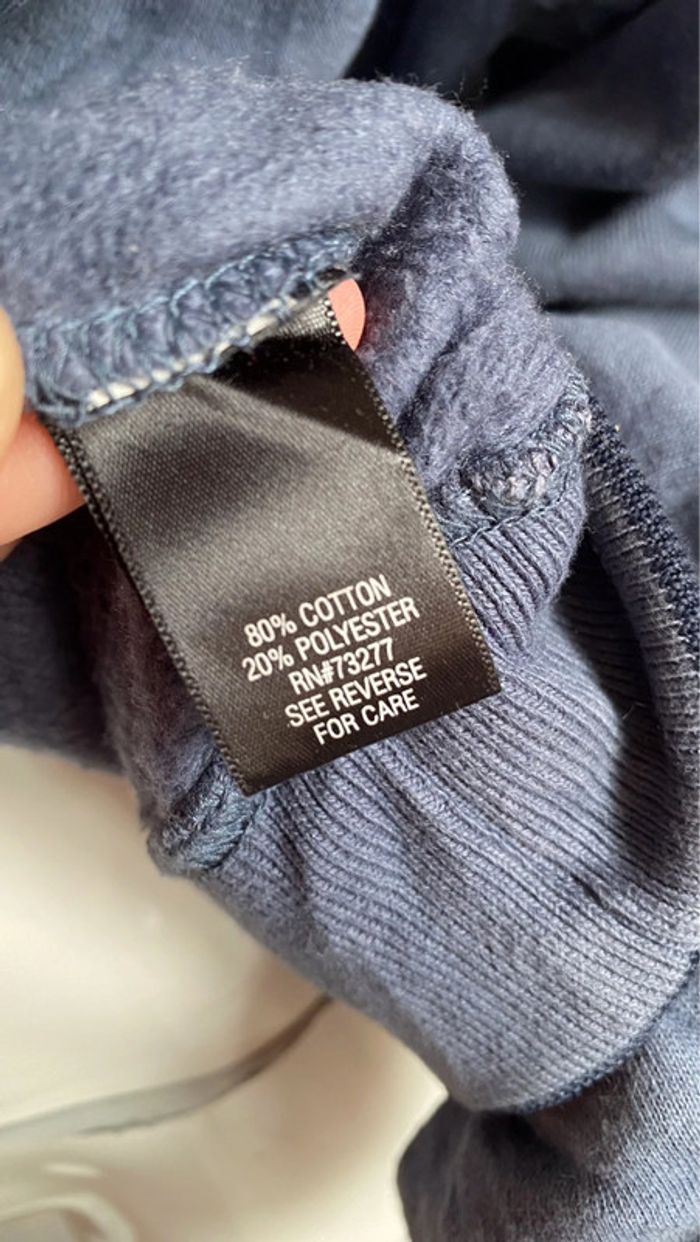 80% COTTON
20% POLYESTER
RN#73277
SEE REVERSE
FOR CARE